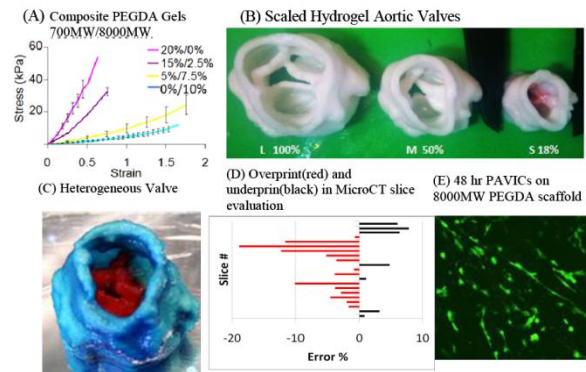 (A) Composite PEGDA Gels
700MW/8000MW
60
40
20
0
Stress (kPa)
20%/0%
15%/2.5%
5%/7.5%
0%/10%
0 0.5 1 1.5 2
Strain
(B) Scaled Hydrogel Aortic Valves
L 100%
M 50%
S 18%
(C) Heterogeneous Valve
(D) Overprint(red) and
underprin(black) in MicroCT slice
evaluation
Slice #
-20 -10 0 10
Error %
(E) 48 hr PAVICs on
8000MW PEGDA scaffold